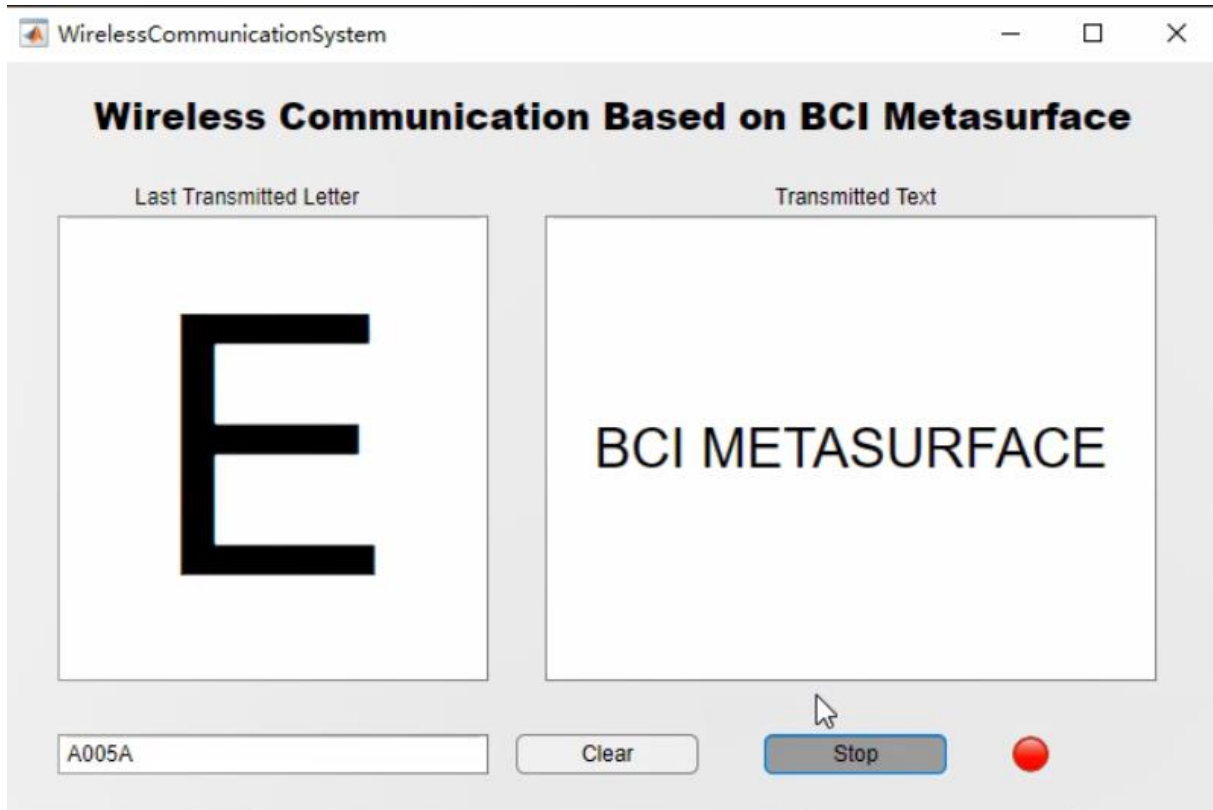 WirelessCommunicationSystem
Wireless Communication Based on BCI Metasurface
Last Transmitted Letter
Transmitted Text
E
BCI METASURFACE
A005A
Clear
Stop